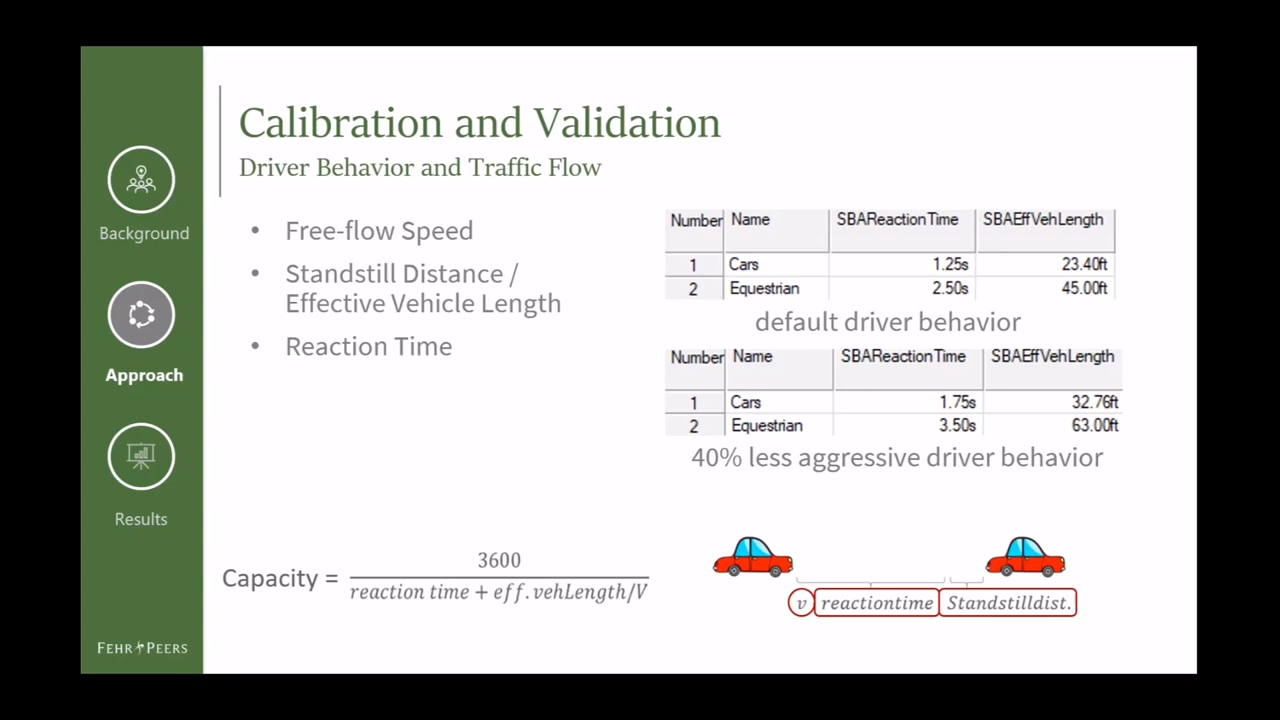 Calibration and Validation
Driver Behavior and Traffic Flow
Background
Approach
Results
FEHR PEERS
• Free-flow Speed
• Standstill Distance /
Effective Vehicle Length
• Reaction Time
Number Name SBAReactionTime SBAEffVehLength
1 Cars 1.25s 23.40ft
2 Equestrian 2.50s 45.00ft
default driver behavior
Number Name SBAReactionTime SBAEffVehLength
1 Cars 1.75s 32.76ft
2 Equestrian 3.50s 63.00ft
40% less aggressive driver behavior
3600
Capacity =
reaction time + eff.vehLength/V
v reactiontime Standstilldist.